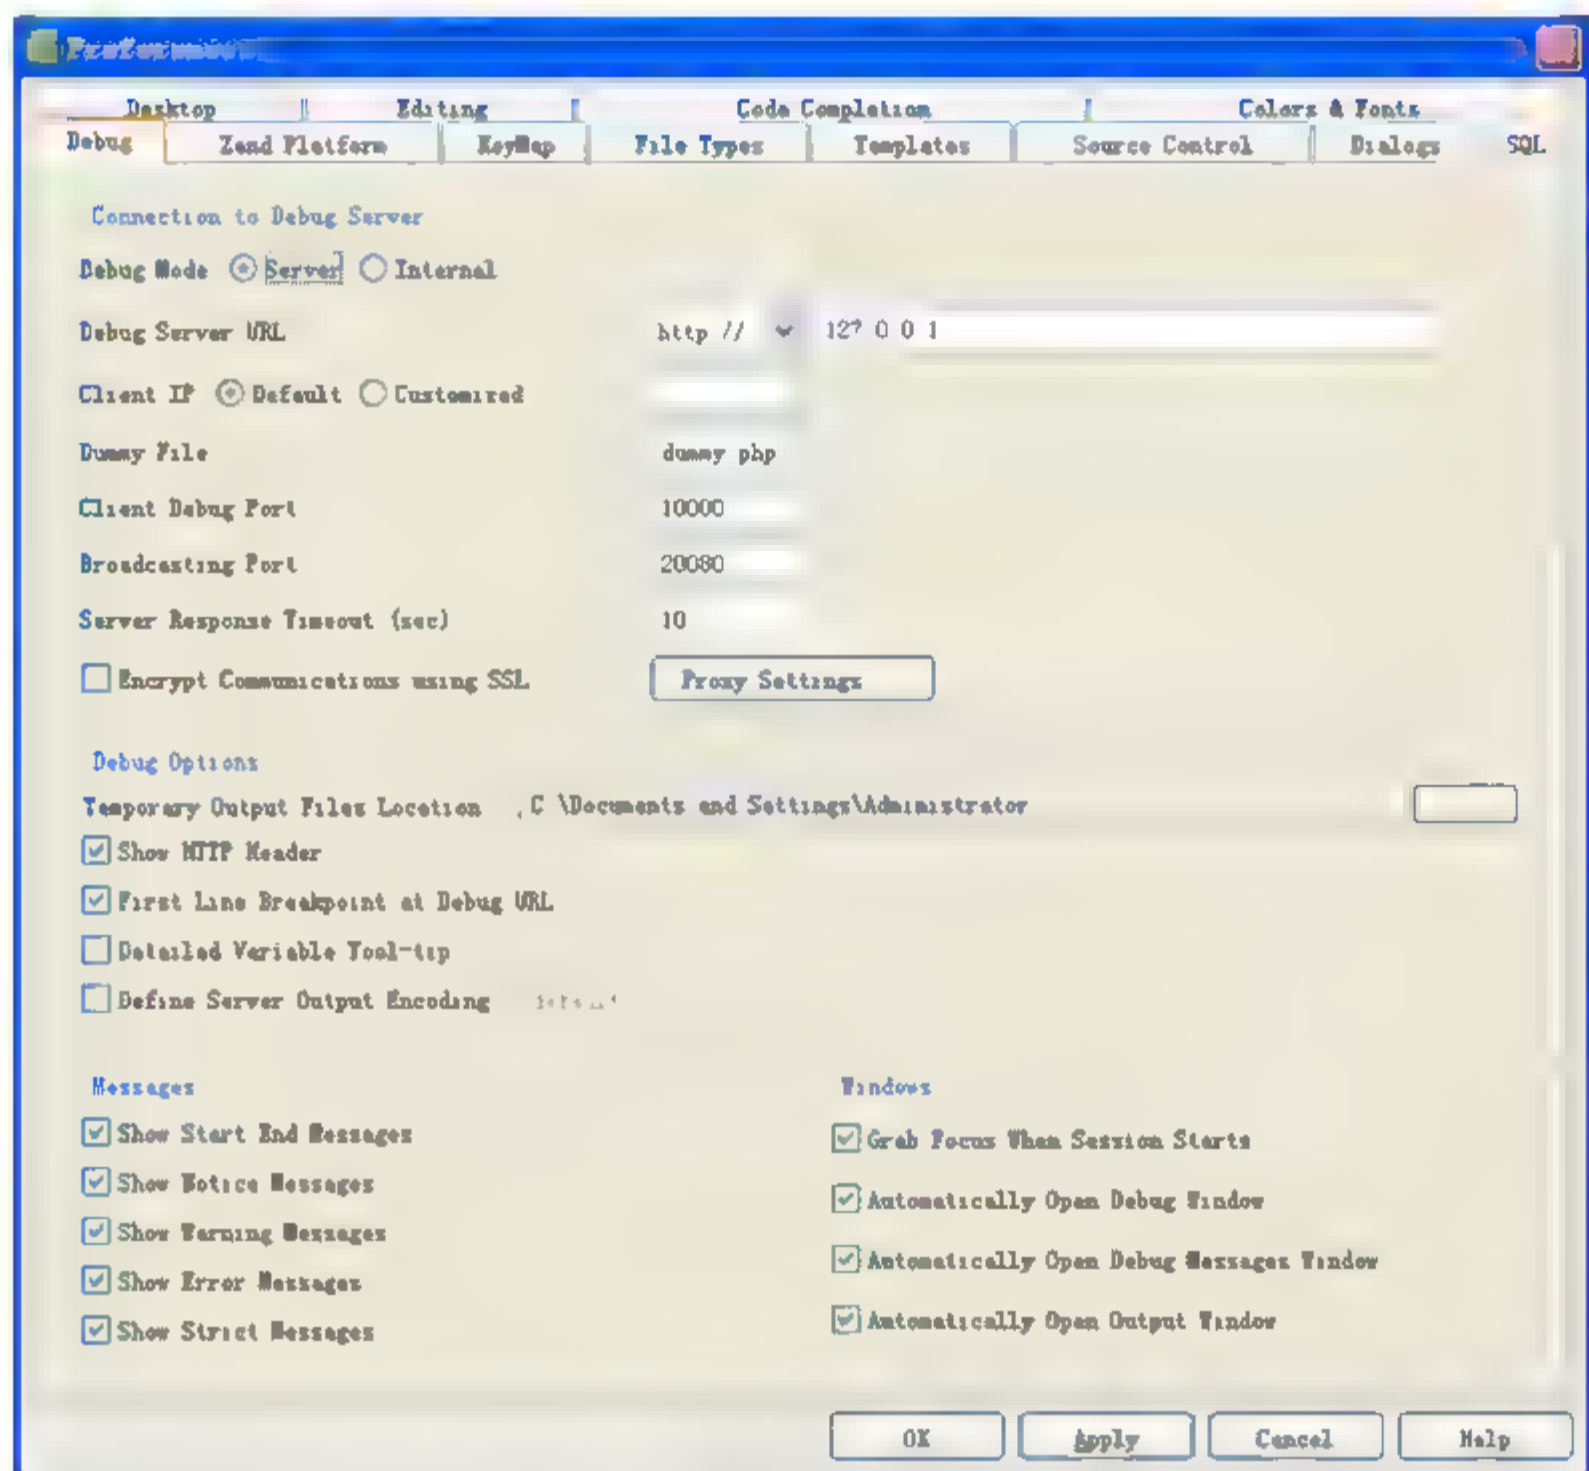 Preferences
Desktop Editing Code Completion Colors & Fonts
Debug Zend Platform KeyMap File Types Templates Source Control Dialogs SQL
Connection to Debug Server
Debug Mode Server Internal
Debug Server URL http // 127 0 0 1
Client IP Default Customized
Dummy File dummy php
Client Debug Port 10000
Broadcasting Port 20080
Server Response Timeout (sec) 10
Encrypt Communications using SSL Proxy Settings
Debug Options
Temporary Output Files Location C \Documents and Settings\Administrator
Show HTTP Header
First Line Breakpoint at Debug URL
Detailed Variable Tool-tip
Define Server Output Encoding
Messages Windows
Show Start End Messages
Grab Focus When Session Starts
Show Notice Messages
Automatically Open Debug Window
Show Warning Messages
Automatically Open Debug Messages Window
Show Error Messages
Automatically Open Output Window
Show Strict Messages
OK Apply Cancel Help